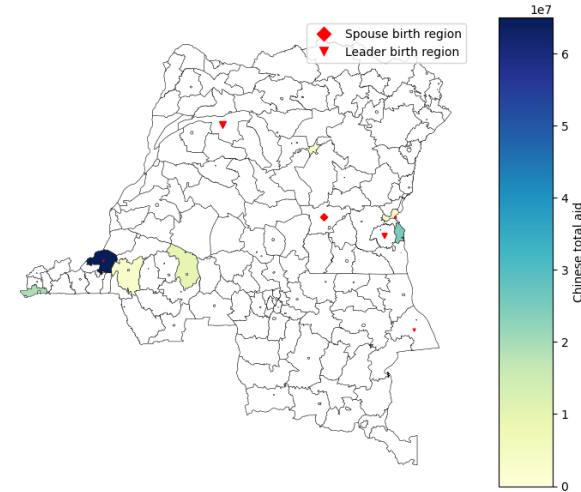 1e7
Spouse birth region
Leader birth region
6
5
4
3
2
1
0
Chinese total aid